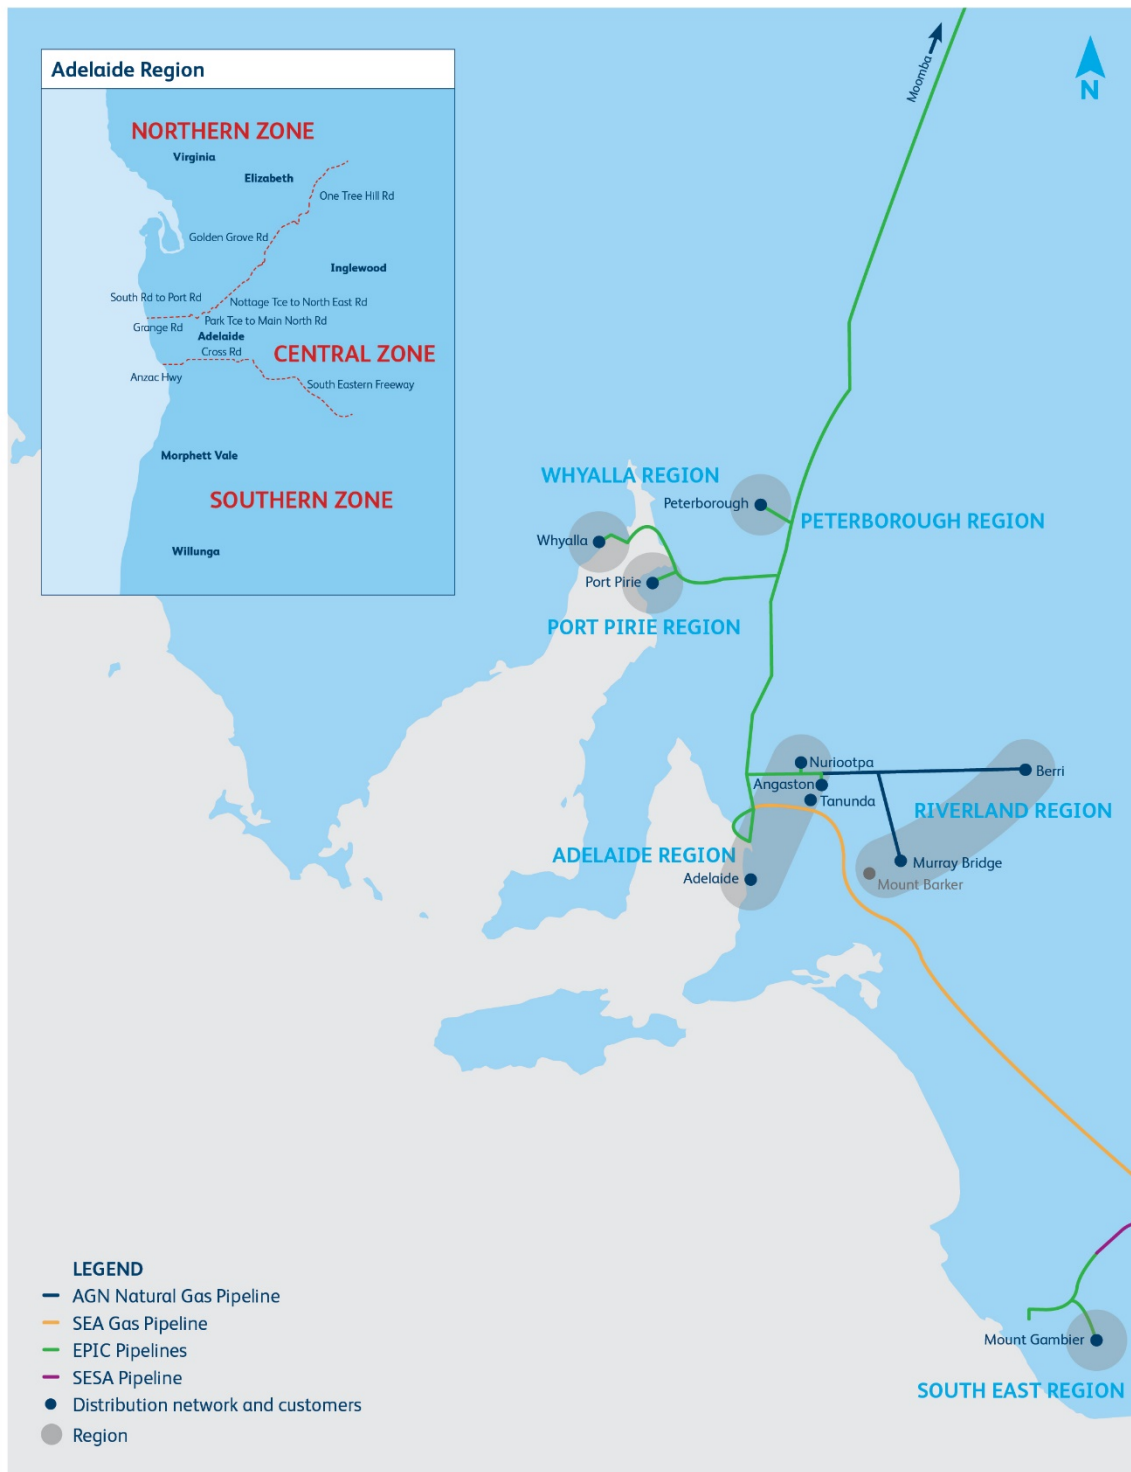 Adelaide Region
NORTHERN ZONE
Virginia
Elizabeth
One Tree Hill Rd
Golden Grove Rd
Inglewood
South Rd to Port Rd
Nottage Tce to North East Rd
Grange Rd
Park Tce to Main North Rd
Adelaide
Cross Rd
CENTRAL ZONE
Anzac Hwy
South Eastern Freeway
Morphett Vale
SOUTHERN ZONE
Willunga
Moomba
N
WHYALLA REGION
Peterborough
PETERBOROUGH REGION
Whyalla
Port Pirie
PORT PIRIE REGION
Nuriootpa
Berri
Angaston
Tanunda
RIVERLAND REGION
ADELAIDE REGION
Murray Bridge
Adelaide
Mount Barker
LEGEND
AGN Natural Gas Pipeline
SEA Gas Pipeline
EPIC Pipelines
SESA Pipeline
Distribution network and customers
Region
Mount Gambier
SOUTH EAST REGION